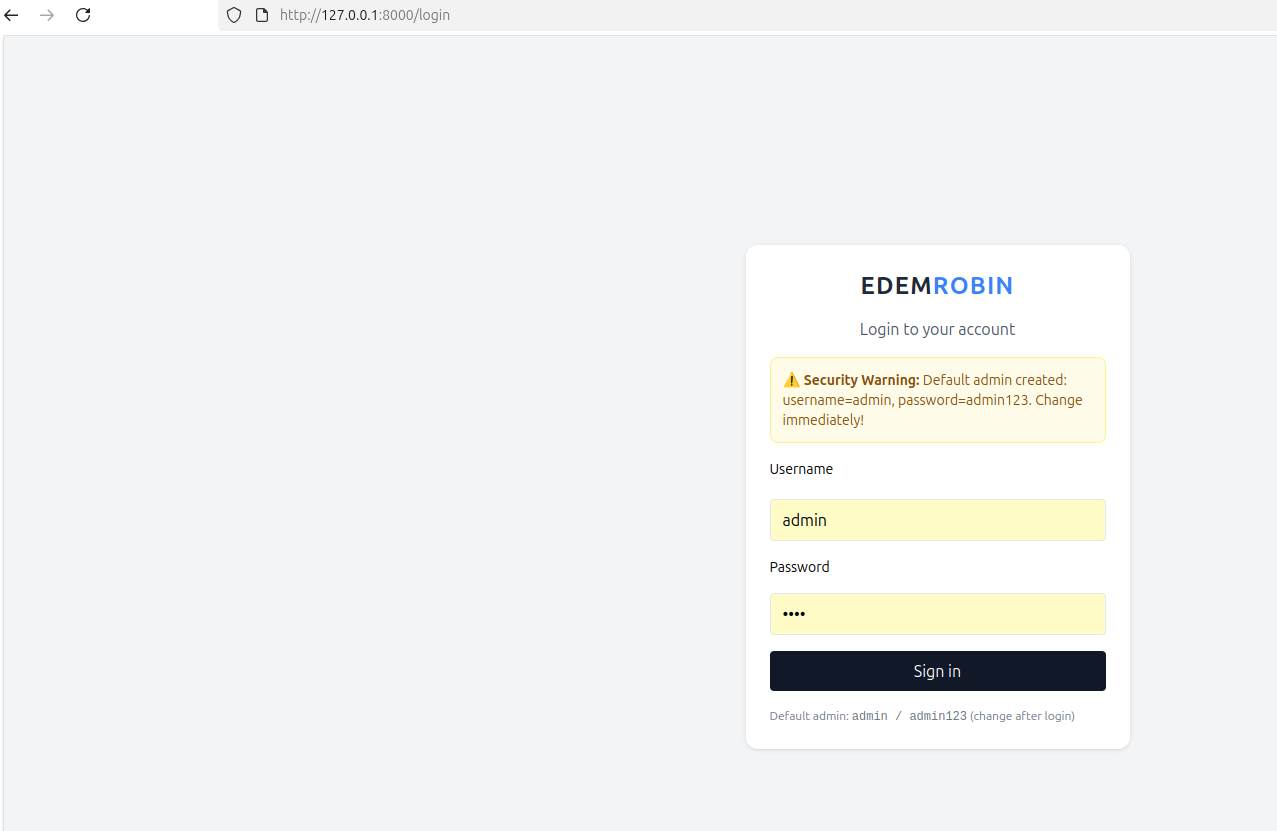 http://127.0.0.1:8000/login
EDEMROBIN
Login to your account
⚠️ Security Warning: Default admin created:
username=admin, password=admin123. Change
immediately!
Username
admin
Password
••••
Sign in
Default admin: admin / admin123 (change after login)